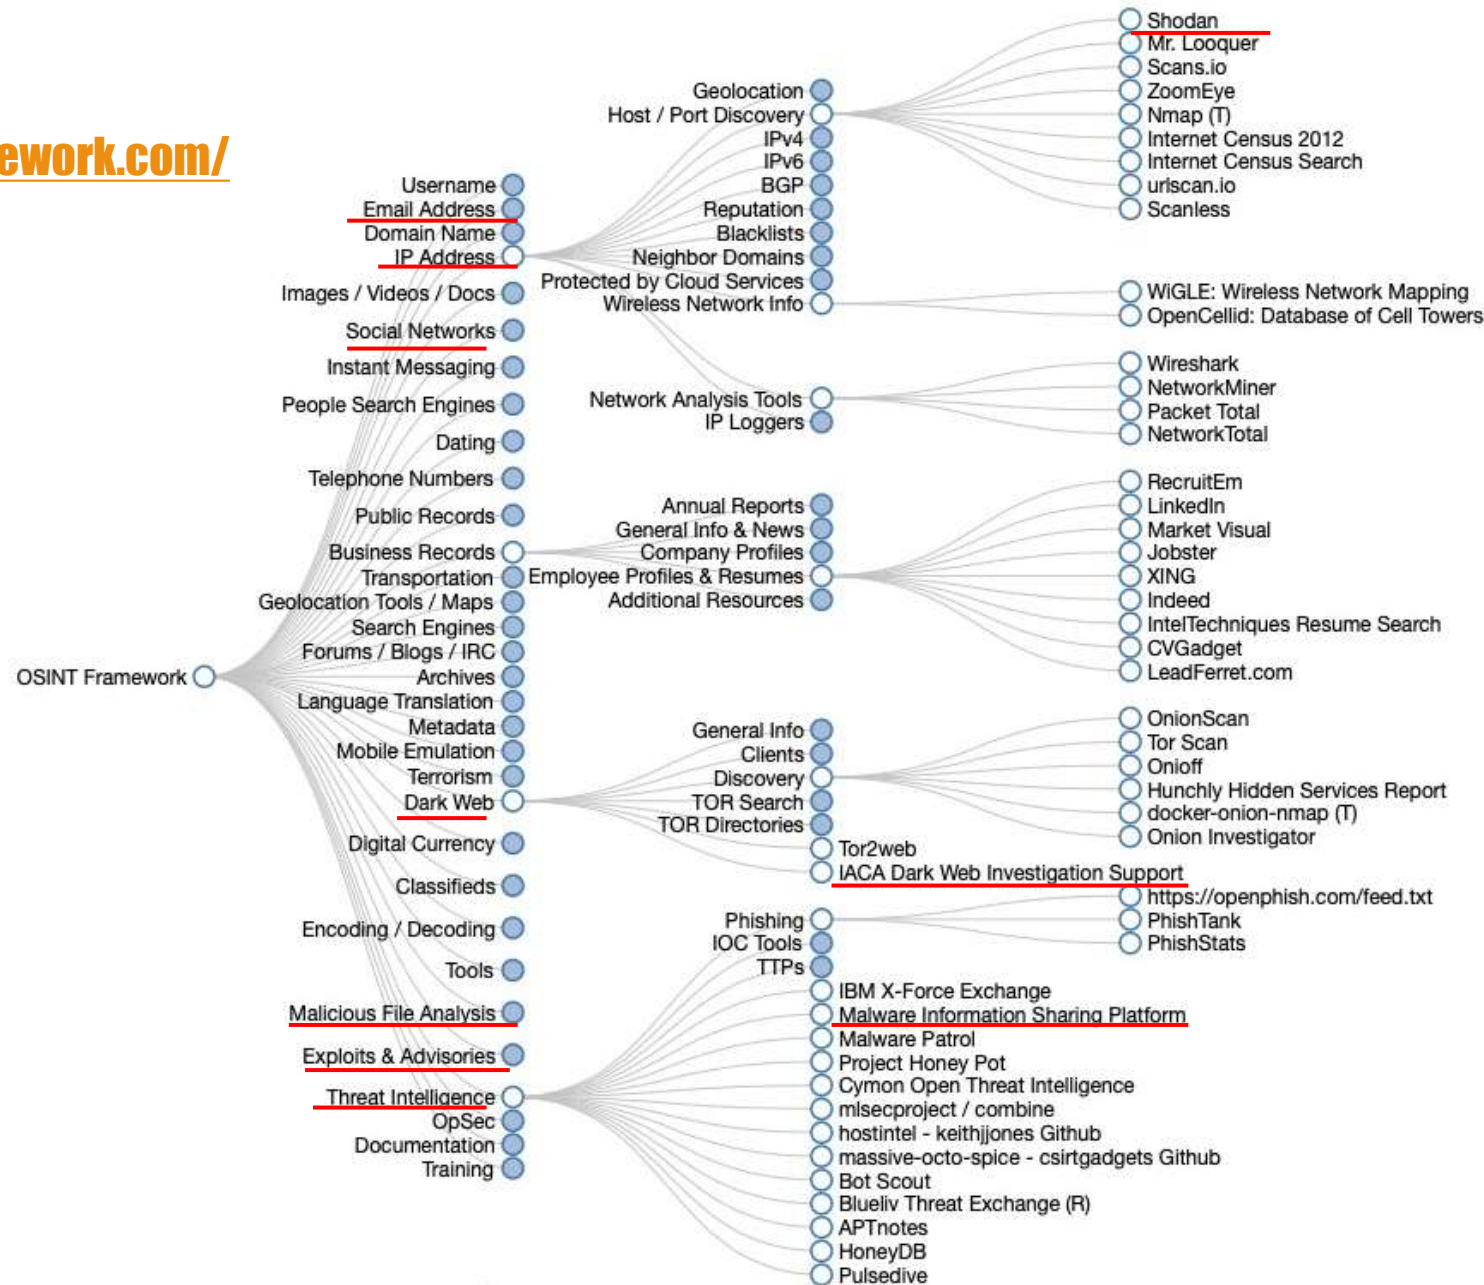 ework.com/
OSINT Framework
Username
Email Address
Domain Name
IP Address
Images / Videos / Docs
Social Networks
Instant Messaging
People Search Engines
Dating
Telephone Numbers
Public Records
Business Records
Transportation
Geolocation Tools / Maps
Search Engines
Forums / Blogs / IRC
Archives
Language Translation
Metadata
Mobile Emulation
Terrorism
Dark Web
Digital Currency
Classifieds
Encoding / Decoding
Tools
Malicious File Analysis
Exploits & Advisories
Threat Intelligence
OpSec
Documentation
Training
Geolocation
Host / Port Discovery
IPv4
IPv6
BGP
Reputation
Blacklists
Neighbor Domains
Protected by Cloud Services
Wireless Network Info
Network Analysis Tools
IP Loggers
Annual Reports
General Info & News
Company Profiles
Employee Profiles & Resumes
Additional Resources
General Info
Clients
Discovery
TOR Search
TOR Directories
Tor2web
IACA Dark Web Investigation Support
Phishing
IOC Tools
TTPs
IBM X-Force Exchange
Malware Information Sharing Platform
Malware Patrol
Project Honey Pot
Cymon Open Threat Intelligence
mlsecproject / combine
hostintel - keithjjones Github
massive-octo-spice - csirtgadgets Github
Bot Scout
Blueliv Threat Exchange (R)
APTnotes
HoneyDB
Pulsedive
Shodan
Mr. Looquer
Scans.io
ZoomEye
Nmap (T)
Internet Census 2012
Internet Census Search
urlscan.io
Scanless
WiGLE: Wireless Network Mapping
OpenCellid: Database of Cell Towers
Wireshark
NetworkMiner
Packet Total
NetworkTotal
RecruitEm
LinkedIn
Market Visual
Jobster
XING
Indeed
IntelTechniques Resume Search
CVGadget
LeadFerret.com
OnionScan
Tor Scan
Onioff
Hunchly Hidden Services Report
docker-onion-nmap (T)
Onion Investigator
https://openphish.com/feed.txt
PhishTank
PhishStats